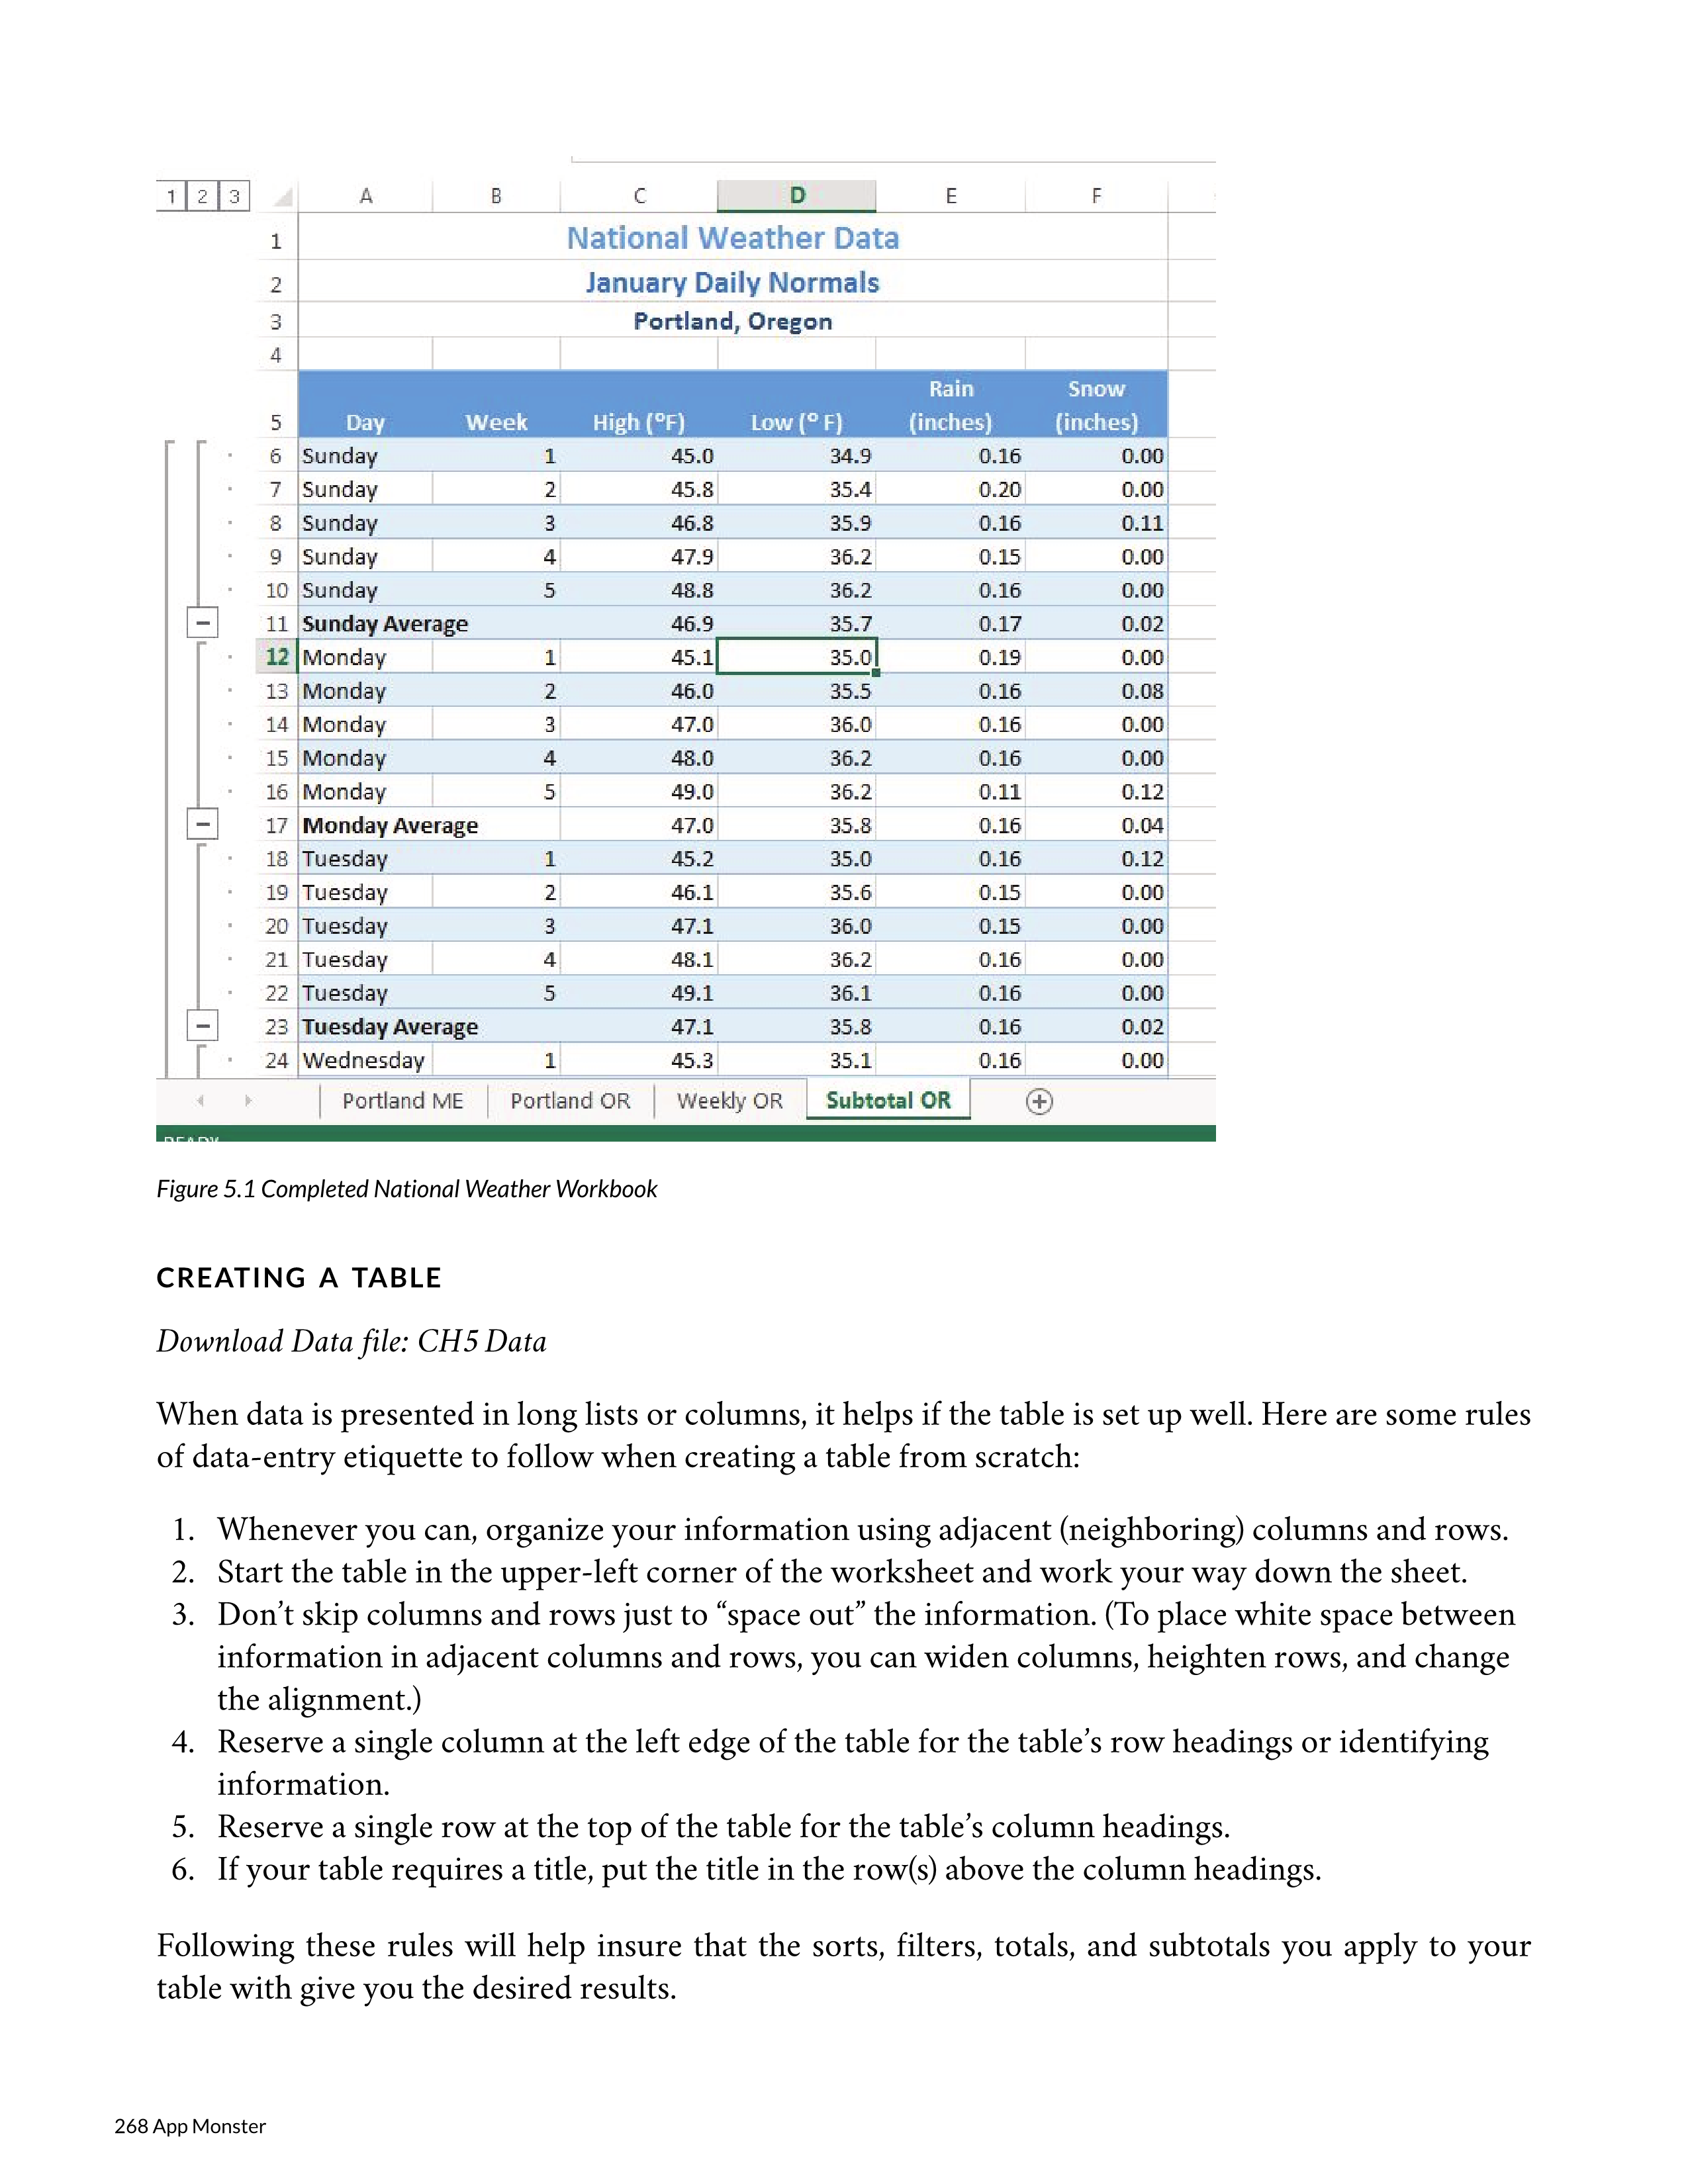 1 2 3 A B C D E F
1 National Weather Data
2 January Daily Normals
3 Portland, Oregon
4
Rain Snow
5 Day Week High (°F) Low (° F) (inches) (inches)
6 Sunday 1 45.0 34.9 0.16 0.00
7 Sunday 2 45.8 35.4 0.20 0.00
8 Sunday 3 46.8 35.9 0.16 0.11
9 Sunday 4 47.9 36.2 0.15 0.00
10 Sunday 5 48.8 36.2 0.16 0.00
11 Sunday Average 46.9 35.7 0.17 0.02
12 Monday 1 45.1 35.0 0.19 0.00
13 Monday 2 46.0 35.5 0.16 0.08
14 Monday 3 47.0 36.0 0.16 0.00
15 Monday 4 48.0 36.2 0.16 0.00
16 Monday 5 49.0 36.2 0.11 0.12
17 Monday Average 47.0 35.8 0.16 0.04
18 Tuesday 1 45.2 35.0 0.16 0.12
19 Tuesday 2 46.1 35.6 0.15 0.00
20 Tuesday 3 47.1 36.0 0.15 0.00
21 Tuesday 4 48.1 36.2 0.16 0.00
22 Tuesday 5 49.1 36.1 0.16 0.00
23 Tuesday Average 47.1 35.8 0.16 0.02
24 Wednesday 1 45.3 35.1 0.16 0.00
Portland ME Portland OR Weekly OR Subtotal OR
READY
Figure 5.1 Completed National Weather Workbook
CREATING A TABLE
Download Data file: CH5 Data
When data is presented in long lists or columns, it helps if the table is set up well. Here are some rules
of data-entry etiquette to follow when creating a table from scratch:
1. Whenever you can, organize your information using adjacent (neighboring) columns and rows.
2. Start the table in the upper-left corner of the worksheet and work your way down the sheet.
3. Don’t skip columns and rows just to “space out” the information. (To place white space between
information in adjacent columns and rows, you can widen columns, heighten rows, and change
the alignment.)
4. Reserve a single column at the left edge of the table for the table’s row headings or identifying
information.
5. Reserve a single row at the top of the table for the table’s column headings.
6. If your table requires a title, put the title in the row(s) above the column headings.
Following these rules will help insure that the sorts, filters, totals, and subtotals you apply to your
table with give you the desired results.
268 App Monster